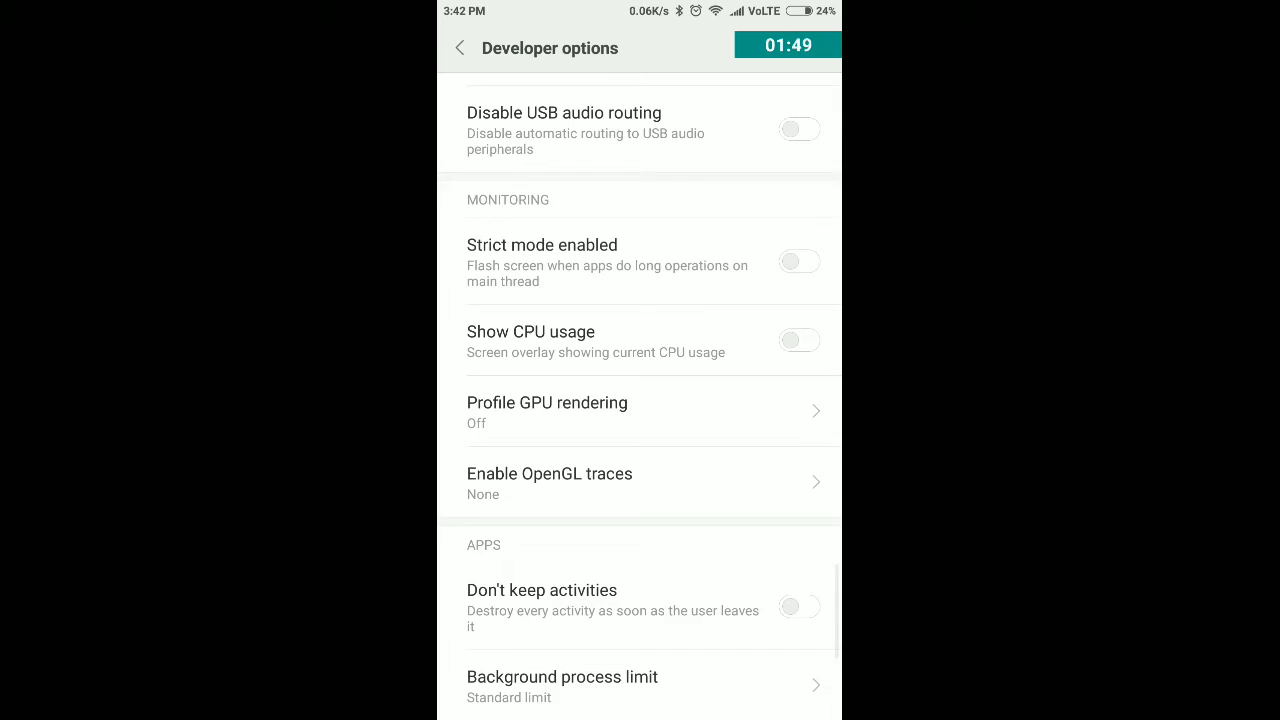 3:42 PM 0.06K/s VoLTE 24%
Developer options 01:49
Disable USB audio routing
Disable automatic routing to USB audio
peripherals
MONITORING
Strict mode enabled
Flash screen when apps do long operations on
main thread
Show CPU usage
Screen overlay showing current CPU usage
Profile GPU rendering
Off
Enable OpenGL traces
None
APPS
Don't keep activities
Destroy every activity as soon as the user leaves
it
Background process limit
Standard limit